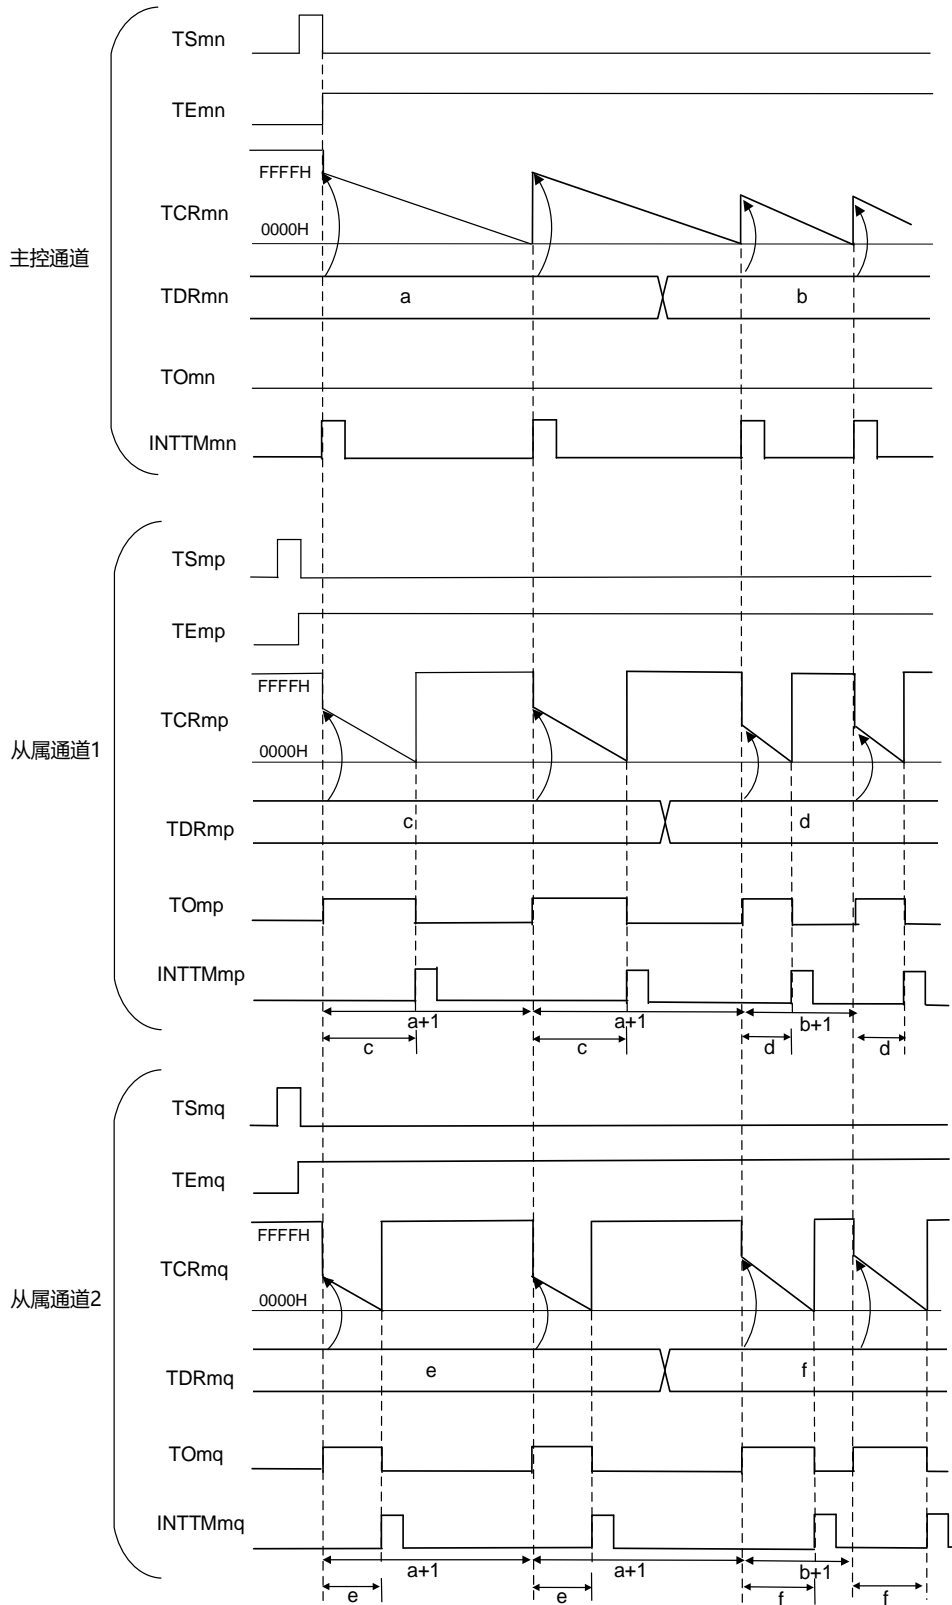 TSmn
TEmn
FFFFH
TCRmn
0000H
主控通道
TDRmn
a
b
TOmn
INTTMmn
TSmp
TEmp
FFFFH
TCRmp
0000H
从属通道1
TDRmp
c
d
TOmp
INTTMmp
a+1
a+1
b+1
c
c
d
d
TSmq
TEmq
FFFFH
TCRmq
0000H
从属通道2
TDRmq
e
f
TOmq
INTTMmq
a+1
a+1
b+1
e
e
f
f